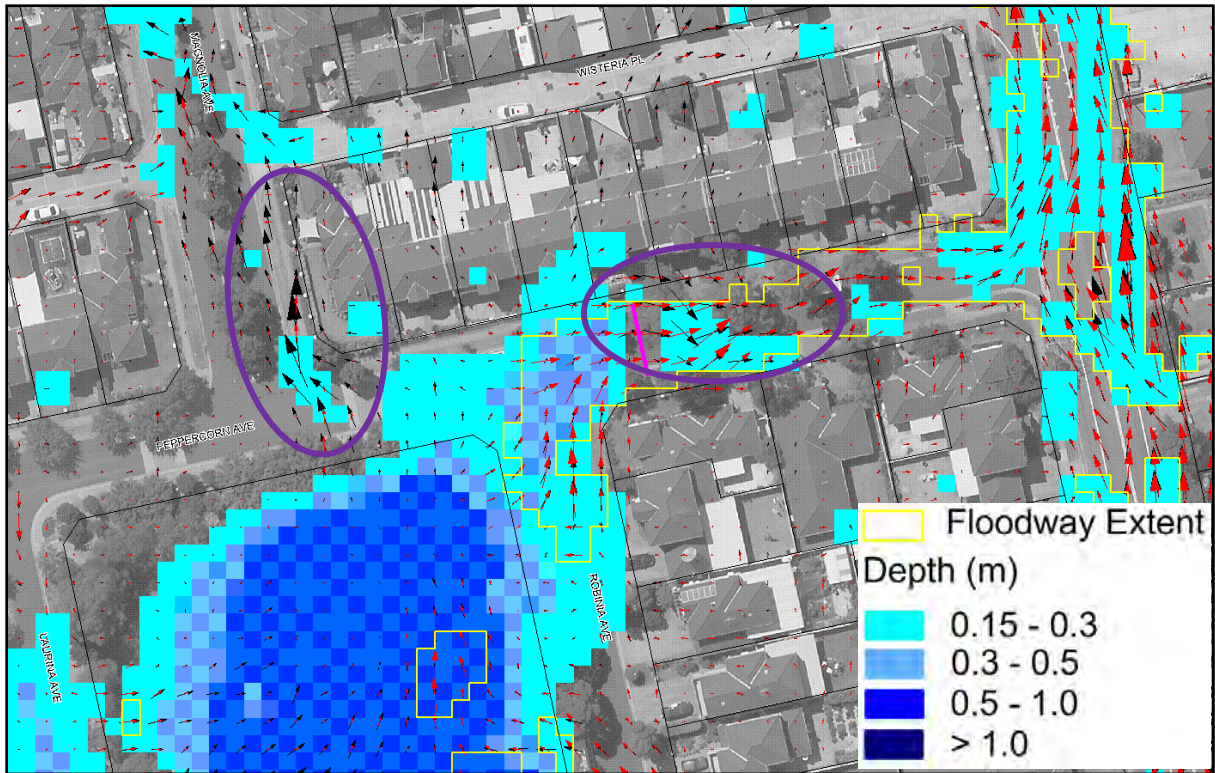 WISTERIA PL
MAGNOLIA AVE
PEPPERCORN AVE
ROBINIA AVE
LAURINA AVE
Floodway Extent
Depth (m)
0.15 - 0.3
0.3 - 0.5
0.5 - 1.0
> 1.0